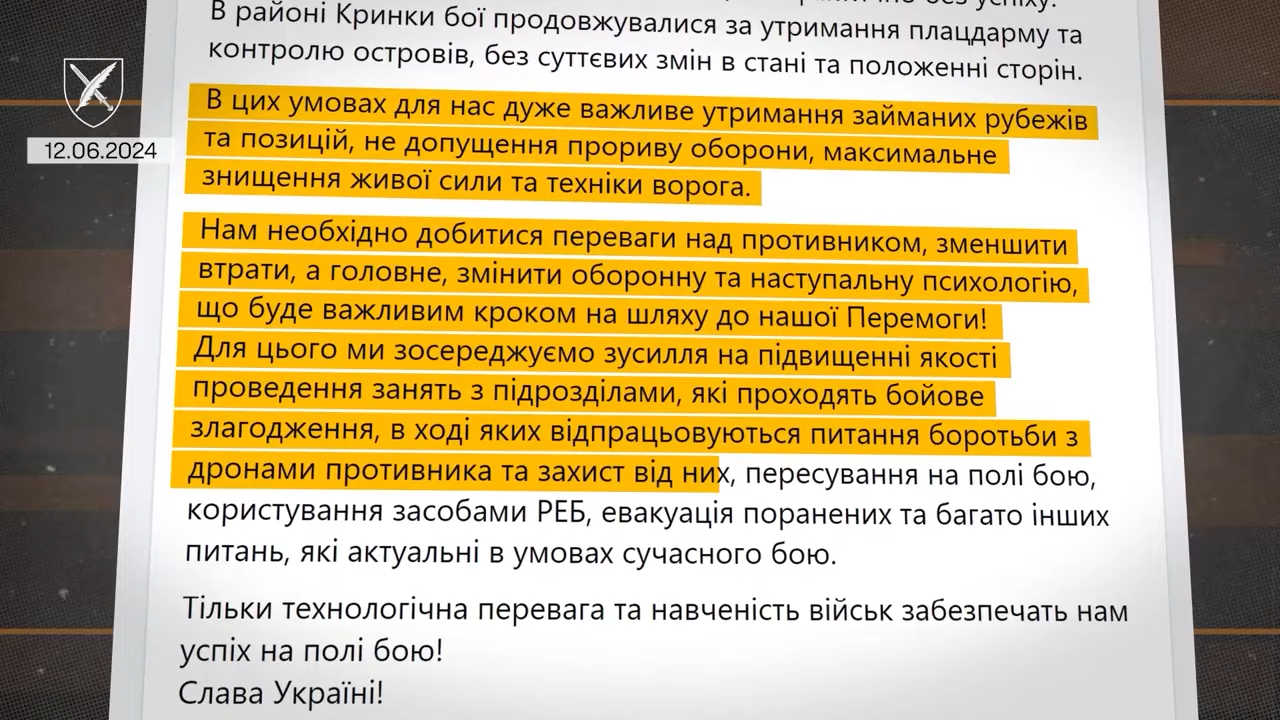 без успіху.
В районі Кринки бої продовжувалися за утримання плацдарму та
контролю островів, без суттєвих змін в стані та положенні сторін.
12.06.2024
В цих умовах для нас дуже важливе утримання займаних рубежів
та позицій, не допущення прориву оборони, максимальне
знищення живої сили та техніки ворога.
Нам необхідно добитися переваги над противником, зменшити
втрати, а головне, змінити оборонну та наступальну психологію,
що буде важливим кроком на шляху до нашої Перемоги!
Для цього ми зосереджуємо зусилля на підвищенні якості
проведення занять з підрозділами, які проходять бойове
злагодження, в ході яких відпрацьовуються питання боротьби з
дронами противника та захист від них, пересування на полі бою,
користування засобами РЕБ, евакуація поранених та багато інших
питань, які актуальні в умовах сучасного бою.
Тільки технологічна перевага та навченість військ забезпечать нам
успіх на полі бою!
Слава Україні!